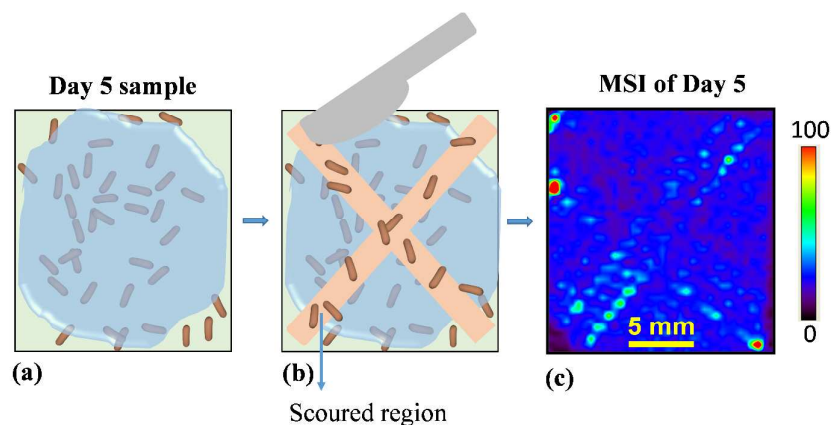 Day 5 sample
MSI of Day 5
100
0
5 mm
(a)
(b)
(c)
Scoured region